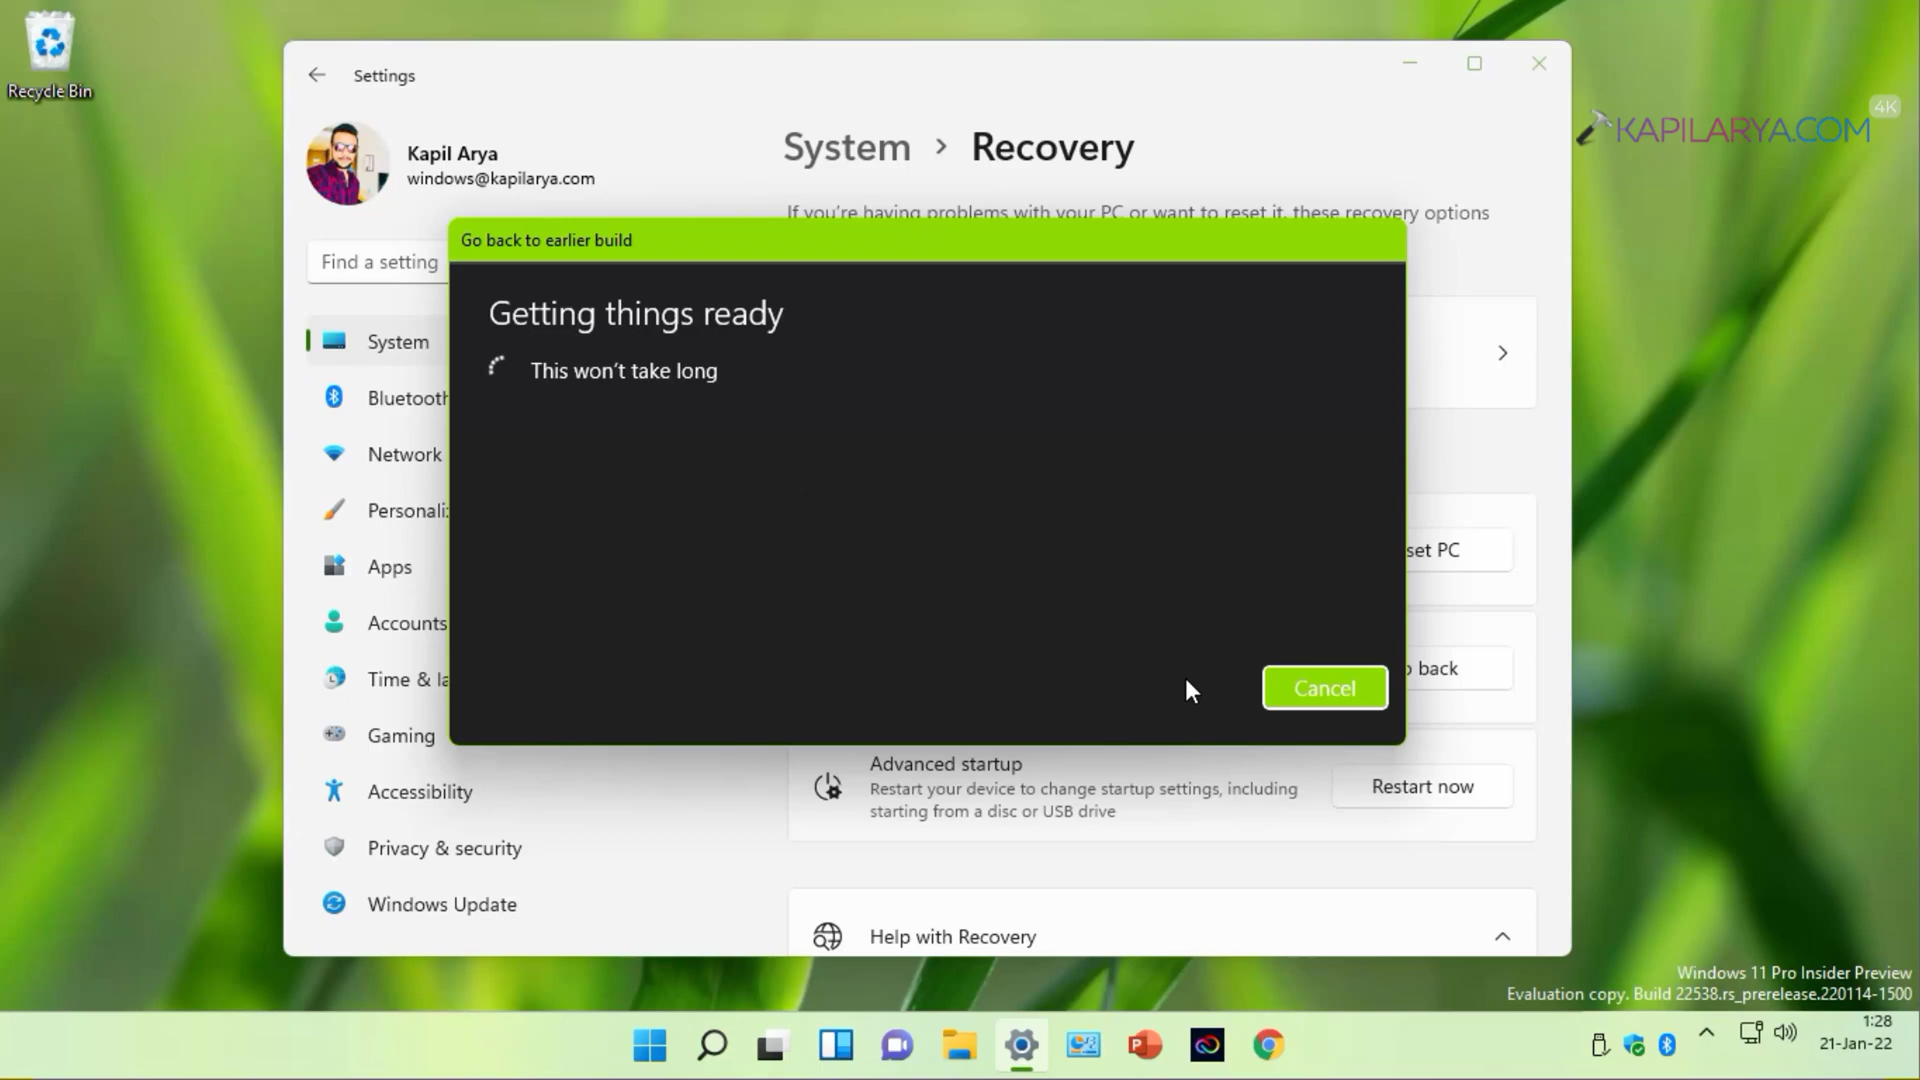 Recycle Bin
Settings
Kapil Arya
windows@kapilarya.com
Find a setting
System
Bluetooth
Network
Personali
Apps
Accounts
Time & la
Gaming
Accessibility
Privacy & security
Windows Update
System > Recovery
If you're having problems with your PC or want to reset it, these recovery options
Go back to earlier build
Getting things ready
This won't take long
Cancel
set PC
back
Advanced startup
Restart your device to change startup settings, including
starting from a disc or USB drive
Restart now
Help with Recovery
4K
KAPILARYA.COM
Windows 11 Pro Insider Preview
Evaluation copy. Build 22538.rs_prerelease.220114-1500
1:28
21-Jan-22